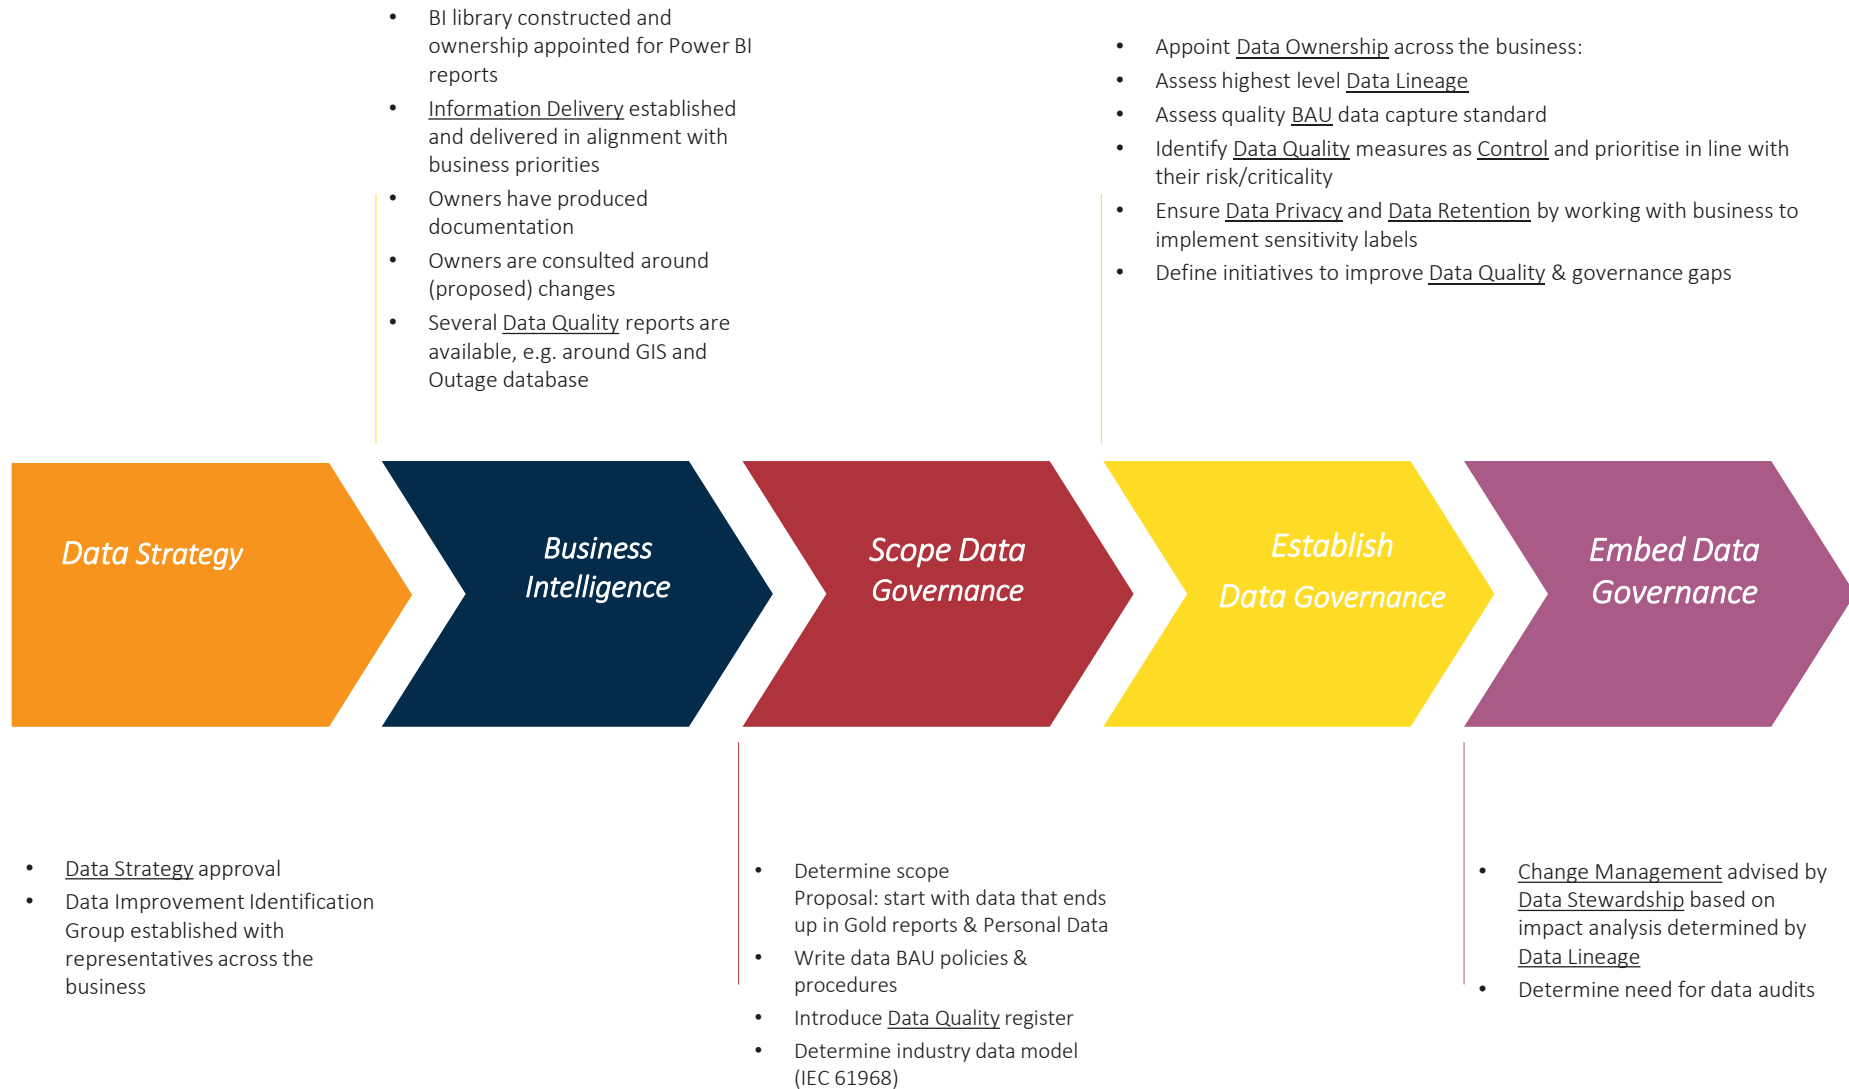 • BI library constructed and
ownership appointed for Power BI
reports
• Information Delivery established
and delivered in alignment with
business priorities
• Owners have produced
documentation
• Owners are consulted around
(proposed) changes
• Several Data Quality reports are
available, e.g. around GIS and
Outage database
• Appoint Data Ownership across the business:
• Assess highest level Data Lineage
• Assess quality BAU data capture standard
• Identify Data Quality measures as Control and prioritise in line with
their risk/criticality
• Ensure Data Privacy and Data Retention by working with business to
implement sensitivity labels
• Define initiatives to improve Data Quality & governance gaps
Data Strategy
Business
Intelligence
Scope Data
Governance
Establish
Data Governance
Embed Data
Governance
• Data Strategy approval
• Data Improvement Identification
Group established with
representatives across the
business
• Determine scope
Proposal: start with data that ends
up in Gold reports & Personal Data
• Write data BAU policies &
procedures
• Introduce Data Quality register
• Determine industry data model
(IEC 61968)
• Change Management advised by
Data Stewardship based on
impact analysis determined by
Data Lineage
• Determine need for data audits